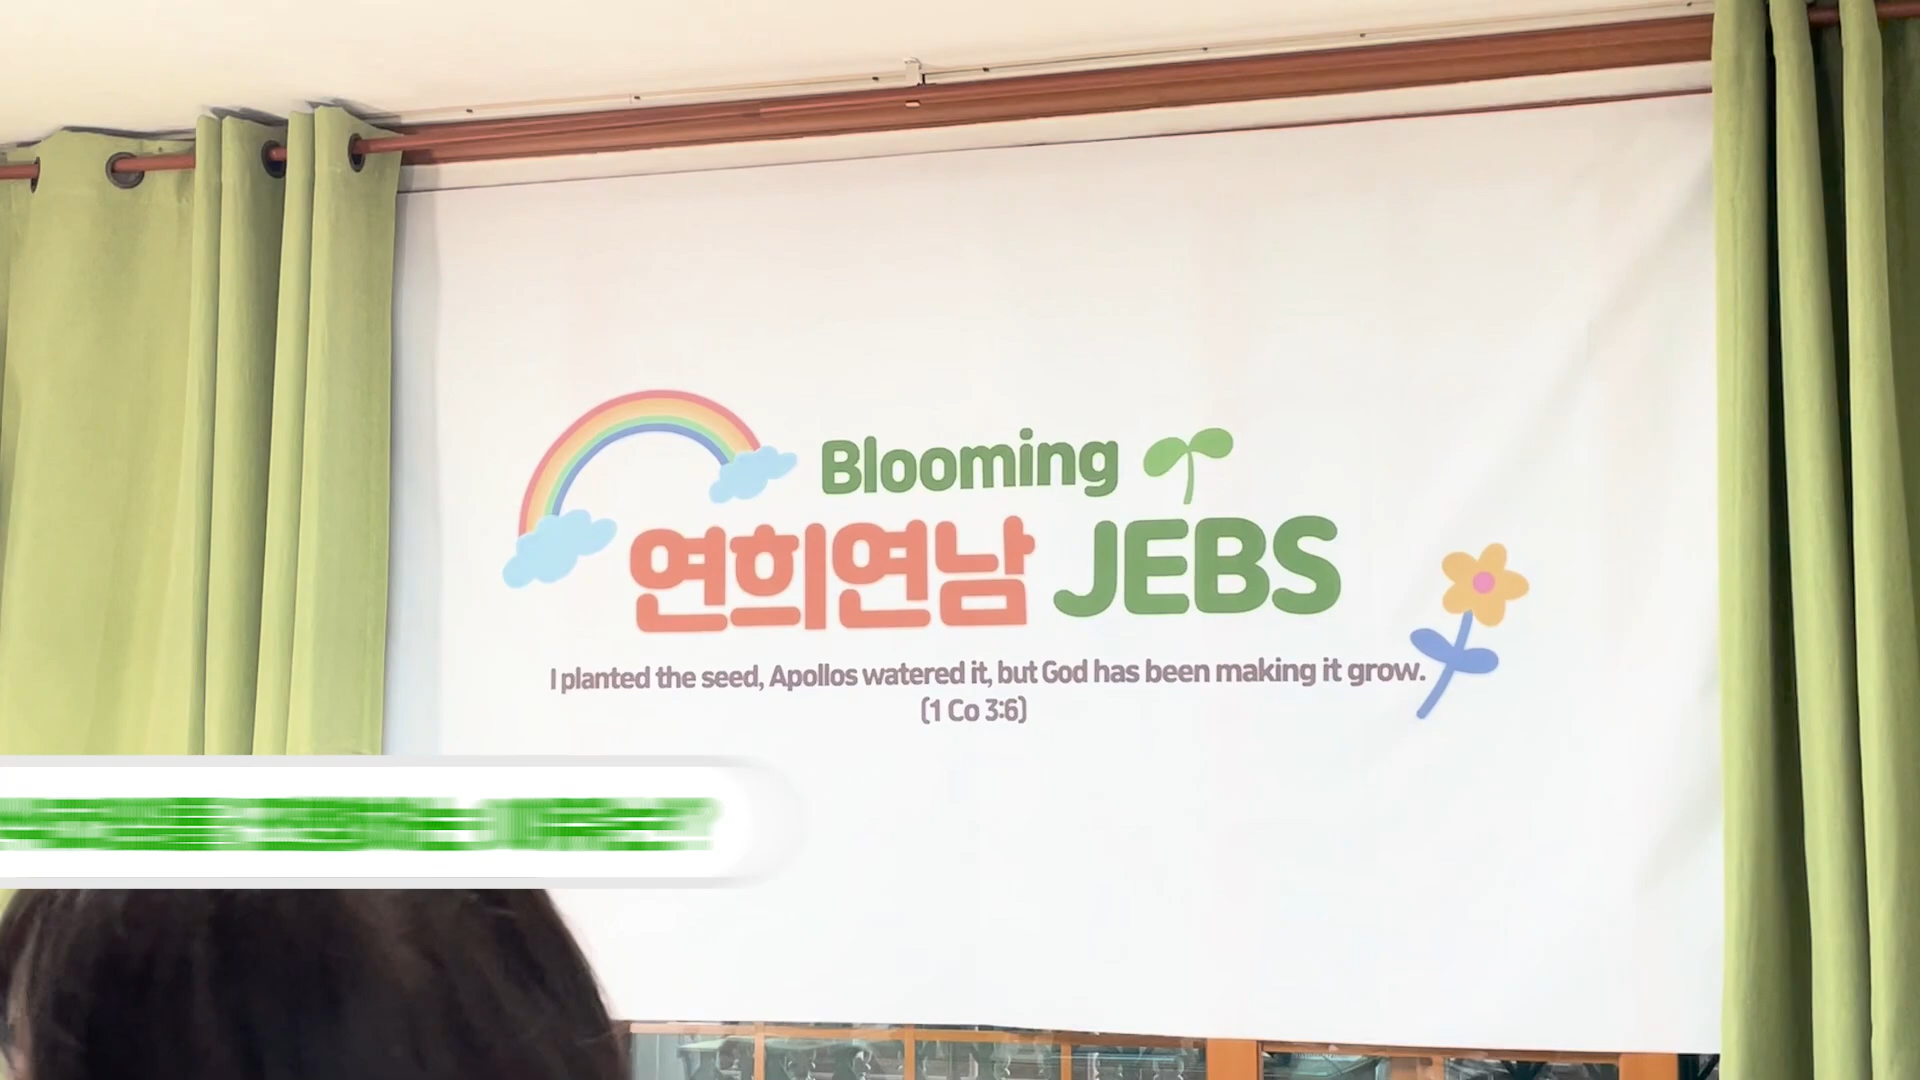 Blooming
연희연남 JEBS
I planted the seed, Apollos watered it, but God has been making it grow.
(1 Co 3:6)